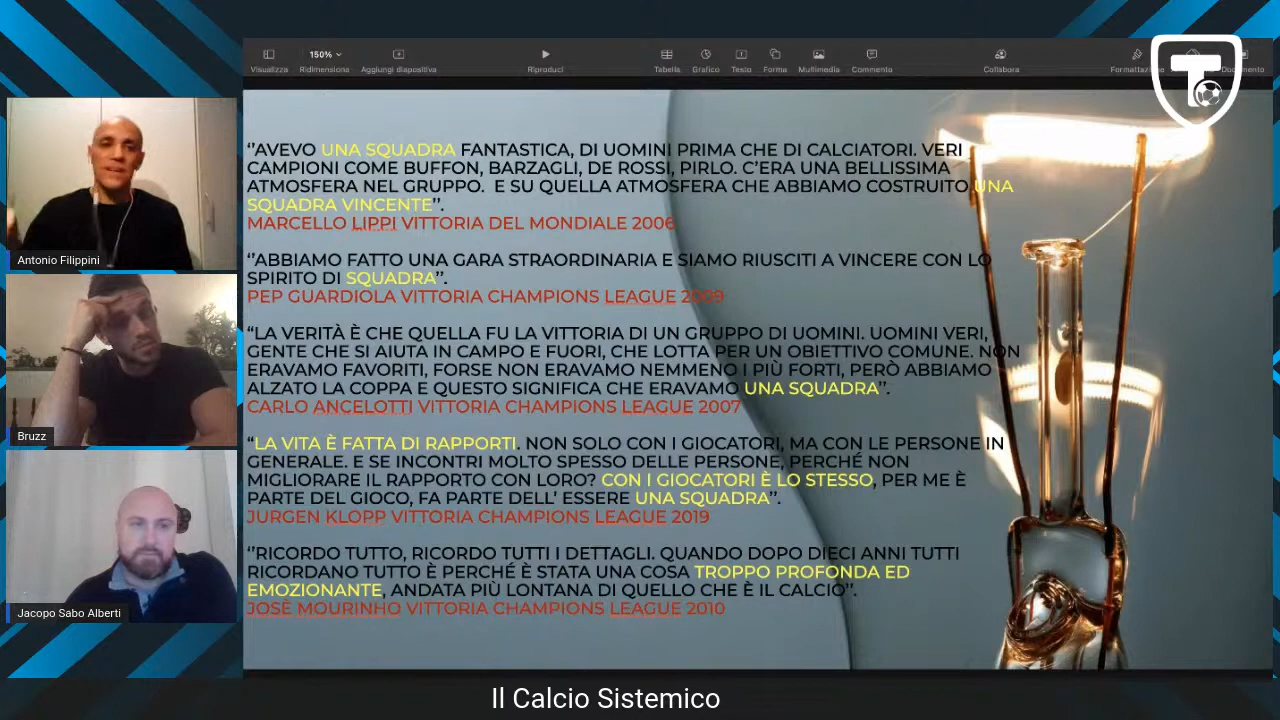 Visualizza
150%
Ridimensiona
Aggiungi diapositiva
Riproduci
Tabella
Grafico
Testo
Forma
Multimedia
Commento
Collabora
T
‘’AVEVO UNA SQUADRA FANTASTICA, DI UOMINI PRIMA CHE DI CALCIATORI. VERI
CAMPIONI COME BUFFON, BARZAGLI, DE ROSSI, PIRLO. C’ERA UNA BELLISSIMA
ATMOSFERA NEL GRUPPO. E SU QUELLA ATMOSFERA CHE ABBIAMO COSTRUITO UNA
SQUADRA VINCENTE’’.
MARCELLO LIPPI VITTORIA DEL MONDIALE 2006
‘’ABBIAMO FATTO UNA GARA STRAORDINARIA E SIAMO RIUSCITI A VINCERE CON LO
SPIRITO DI SQUADRA’’.
PEP GUARDIOLA VITTORIA CHAMPIONS LEAGUE 2009
“LA VERITÀ È CHE QUELLA FU LA VITTORIA DI UN GRUPPO DI UOMINI. UOMINI VERI,
GENTE CHE SI AIUTA IN CAMPO E FUORI, CHE LOTTA PER UN OBIETTIVO COMUNE. NON
ERAVAMO FAVORITI, FORSE NON ERAVAMO NEMMENO I PIÙ FORTI, PERÒ ABBIAMO
ALZATO LA COPPA E QUESTO SIGNIFICA CHE ERAVAMO UNA SQUADRA’’.
CARLO ANCELOTTI VITTORIA CHAMPIONS LEAGUE 2007
“LA VITA È FATTA DI RAPPORTI. NON SOLO CON I GIOCATORI, MA CON LE PERSONE IN
GENERALE. E SE INCONTRI MOLTO SPESSO DELLE PERSONE, PERCHÉ NON
MIGLIORARE IL RAPPORTO CON LORO? CON I GIOCATORI È LO STESSO, PER ME È
PARTE DEL GIOCO, FA PARTE DELL’ ESSERE UNA SQUADRA’’.
JURGEN KLOPP VITTORIA CHAMPIONS LEAGUE 2019
‘’RICORDO TUTTO, RICORDO TUTTI I DETTAGLI. QUANDO DOPO DIECI ANNI TUTTI
RICORDANO TUTTO È PERCHÉ È STATA UNA COSA TROPPO PROFONDA ED
EMOZIONANTE, ANDATA PIÙ LONTANA DI QUELLO CHE È IL CALCIO’’.
JOSÈ MOURINHO VITTORIA CHAMPIONS LEAGUE 2010
Antonio Filippini
Bruzz
Jacopo Sabo Alberti
Il Calcio Sistemico